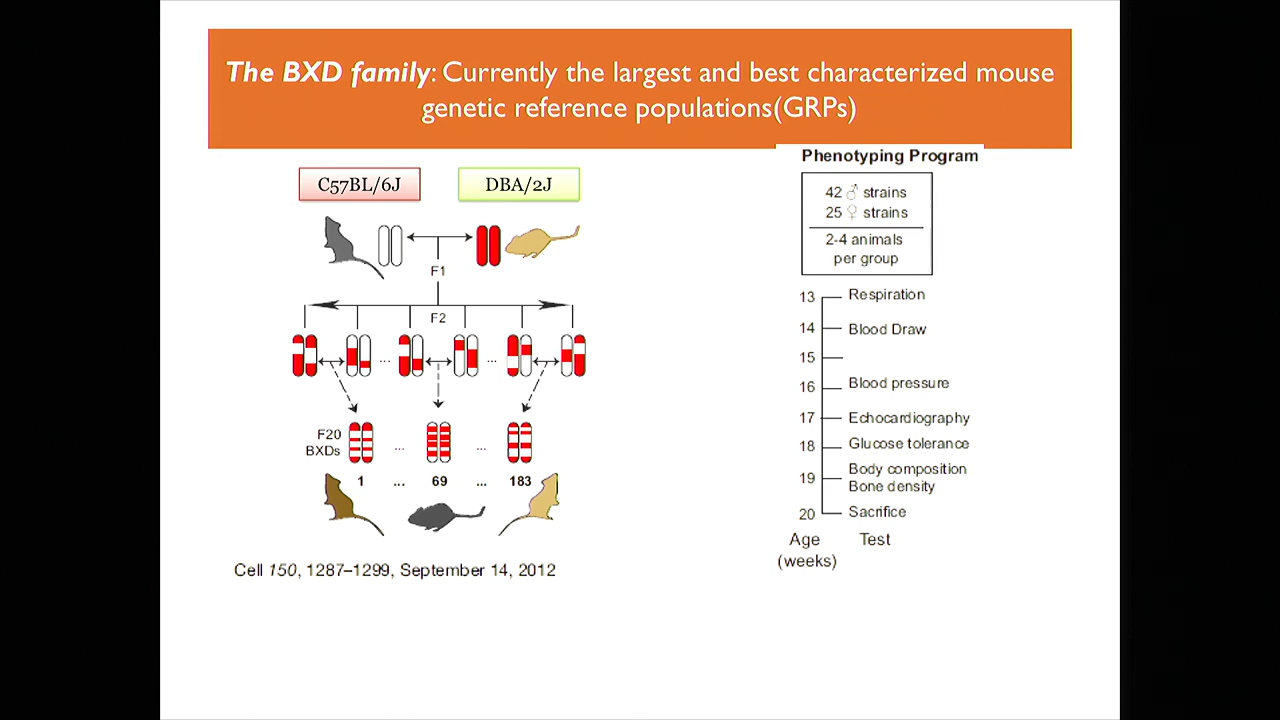 The BXD family: Currently the largest and best characterized mouse
genetic reference populations(GRPs)
C57BL/6J
DBA/2J
F1
F2
... ...
F20
BXDs
... ...
1 ... 69 ... 183
Cell 150, 1287–1299, September 14, 2012
Phenotyping Program
42 ♂ strains
25 ♀ strains
2-4 animals
per group
13 Respiration
14 Blood Draw
15
16 Blood pressure
17 Echocardiography
18 Glucose tolerance
19 Body composition
Bone density
20 Sacrifice
Age Test
(weeks)